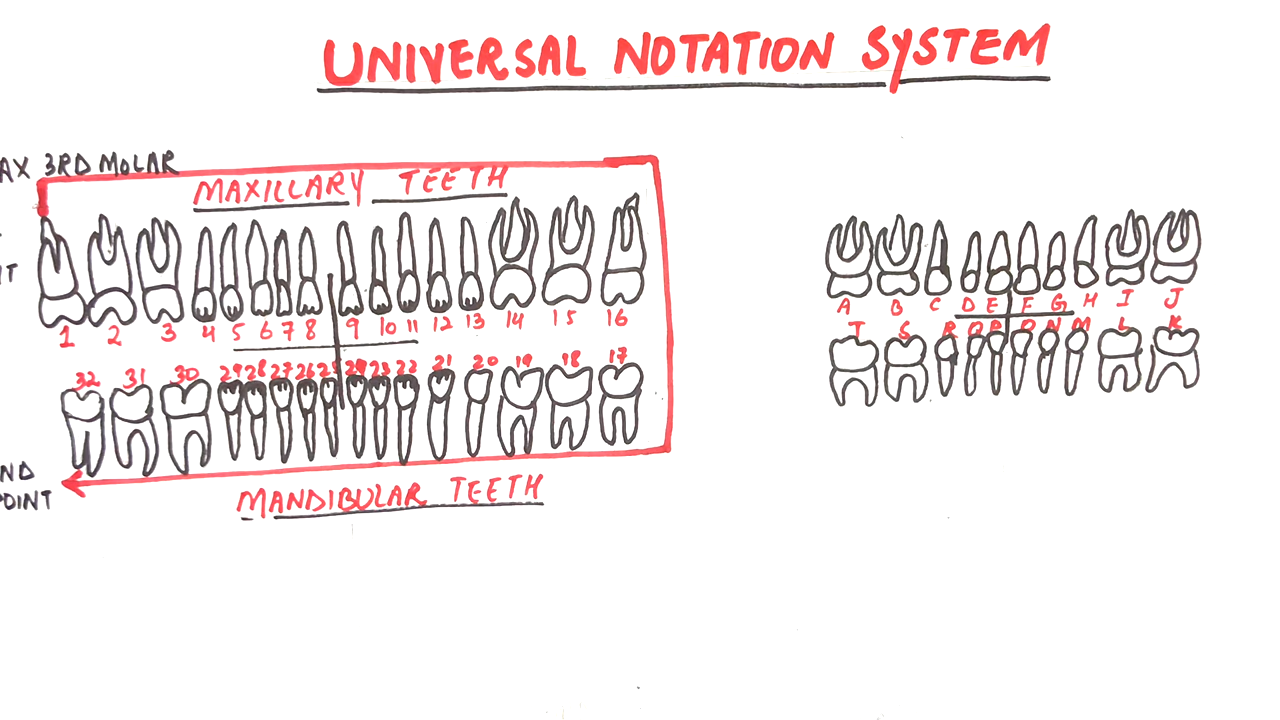 UNIVERSAL NOTATION SYSTEM
AX 3RD MOLAR
MAXILLARY TEETH
1 2 3 4 5 6 7 8 9 10 11 12 13 14 15 16
32 31 30 29 28 27 26 25 24 23 22 21 20 19 18 17
ND
POINT
MANDIBULAR TEETH
A B C D E F G H I J
T S R Q P O N M L K